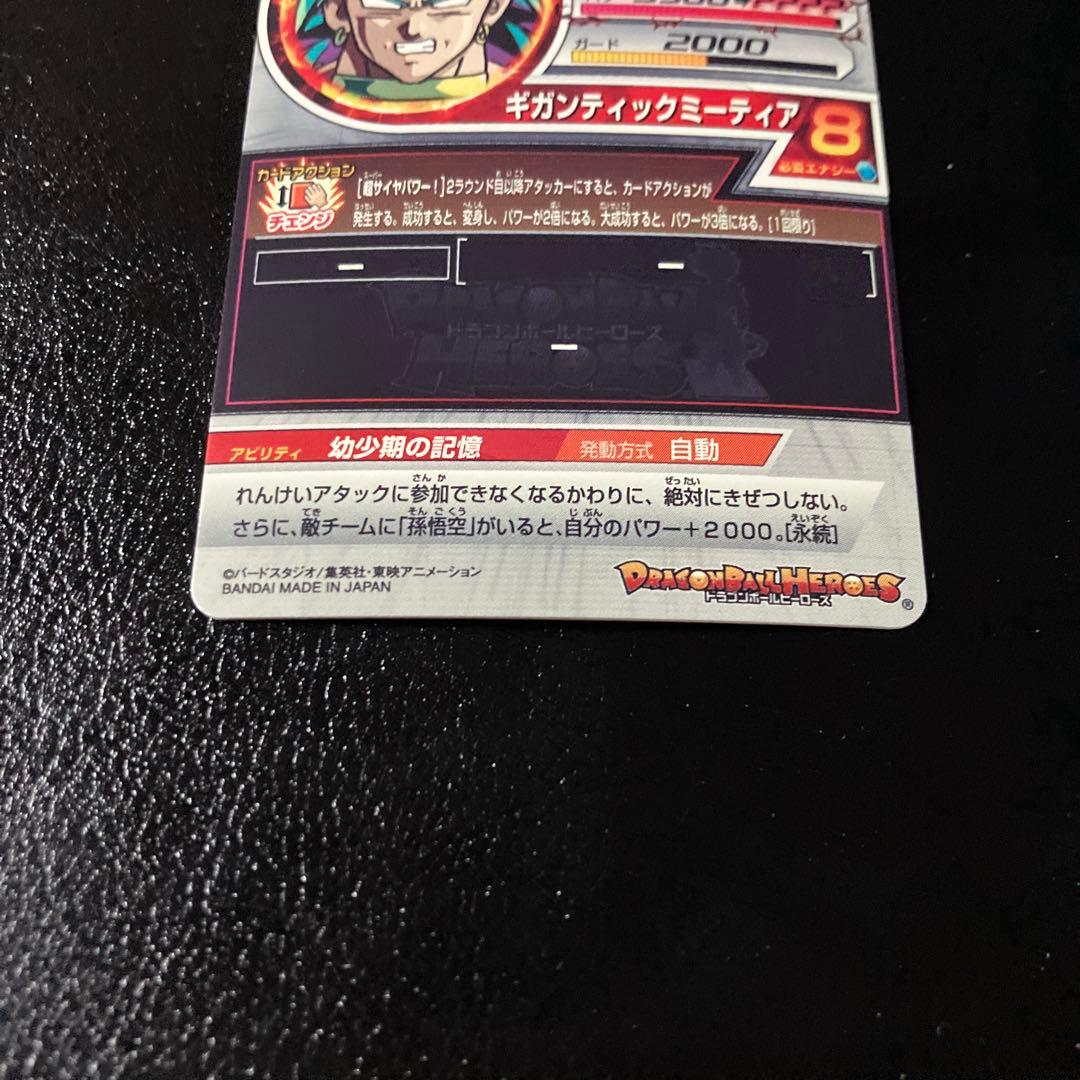 ガード 2000
ギガンティックミーティア
8
必要エナジー
カードアクション
チェンジ
[超サイヤパワー!]2ラウンド目以降アタッカーにすると、カードアクションが
発生する。成功すると、変身し、パワーが2倍になる。大成功すると、パワーが3倍になる。[1回限り]
ー ー
DRAGON BALL
ドラゴンボールヒーローズ
HEROES
ー
アビリティ 幼少期の記憶 発動方式 自動
れんけいアタックに参加できなくなるかわりに、絶対にきぜつしない。
さらに、敵チームに「孫悟空」がいると、自分のパワー+2000。[永続]
©バードスタジオ/集英社・東映アニメーション
BANDAI MADE IN JAPAN
DRAGON BALL HEROES
ドラゴンボールヒーローズ
®